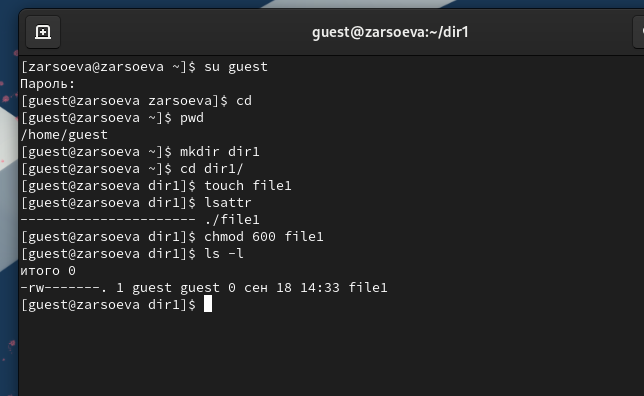 guest@zarsoeva:~/dir1
[zarsoeva@zarsoeva ~]$ su guest
Пароль:
[guest@zarsoeva zarsoeva]$ cd
[guest@zarsoeva ~]$ pwd
/home/guest
[guest@zarsoeva ~]$ mkdir dir1
[guest@zarsoeva ~]$ cd dir1/
[guest@zarsoeva dir1]$ touch file1
[guest@zarsoeva dir1]$ lsattr
---------------------- ./file1
[guest@zarsoeva dir1]$ chmod 600 file1
[guest@zarsoeva dir1]$ ls -l
итого 0
-rw-------. 1 guest guest 0 сен 18 14:33 file1
[guest@zarsoeva dir1]$